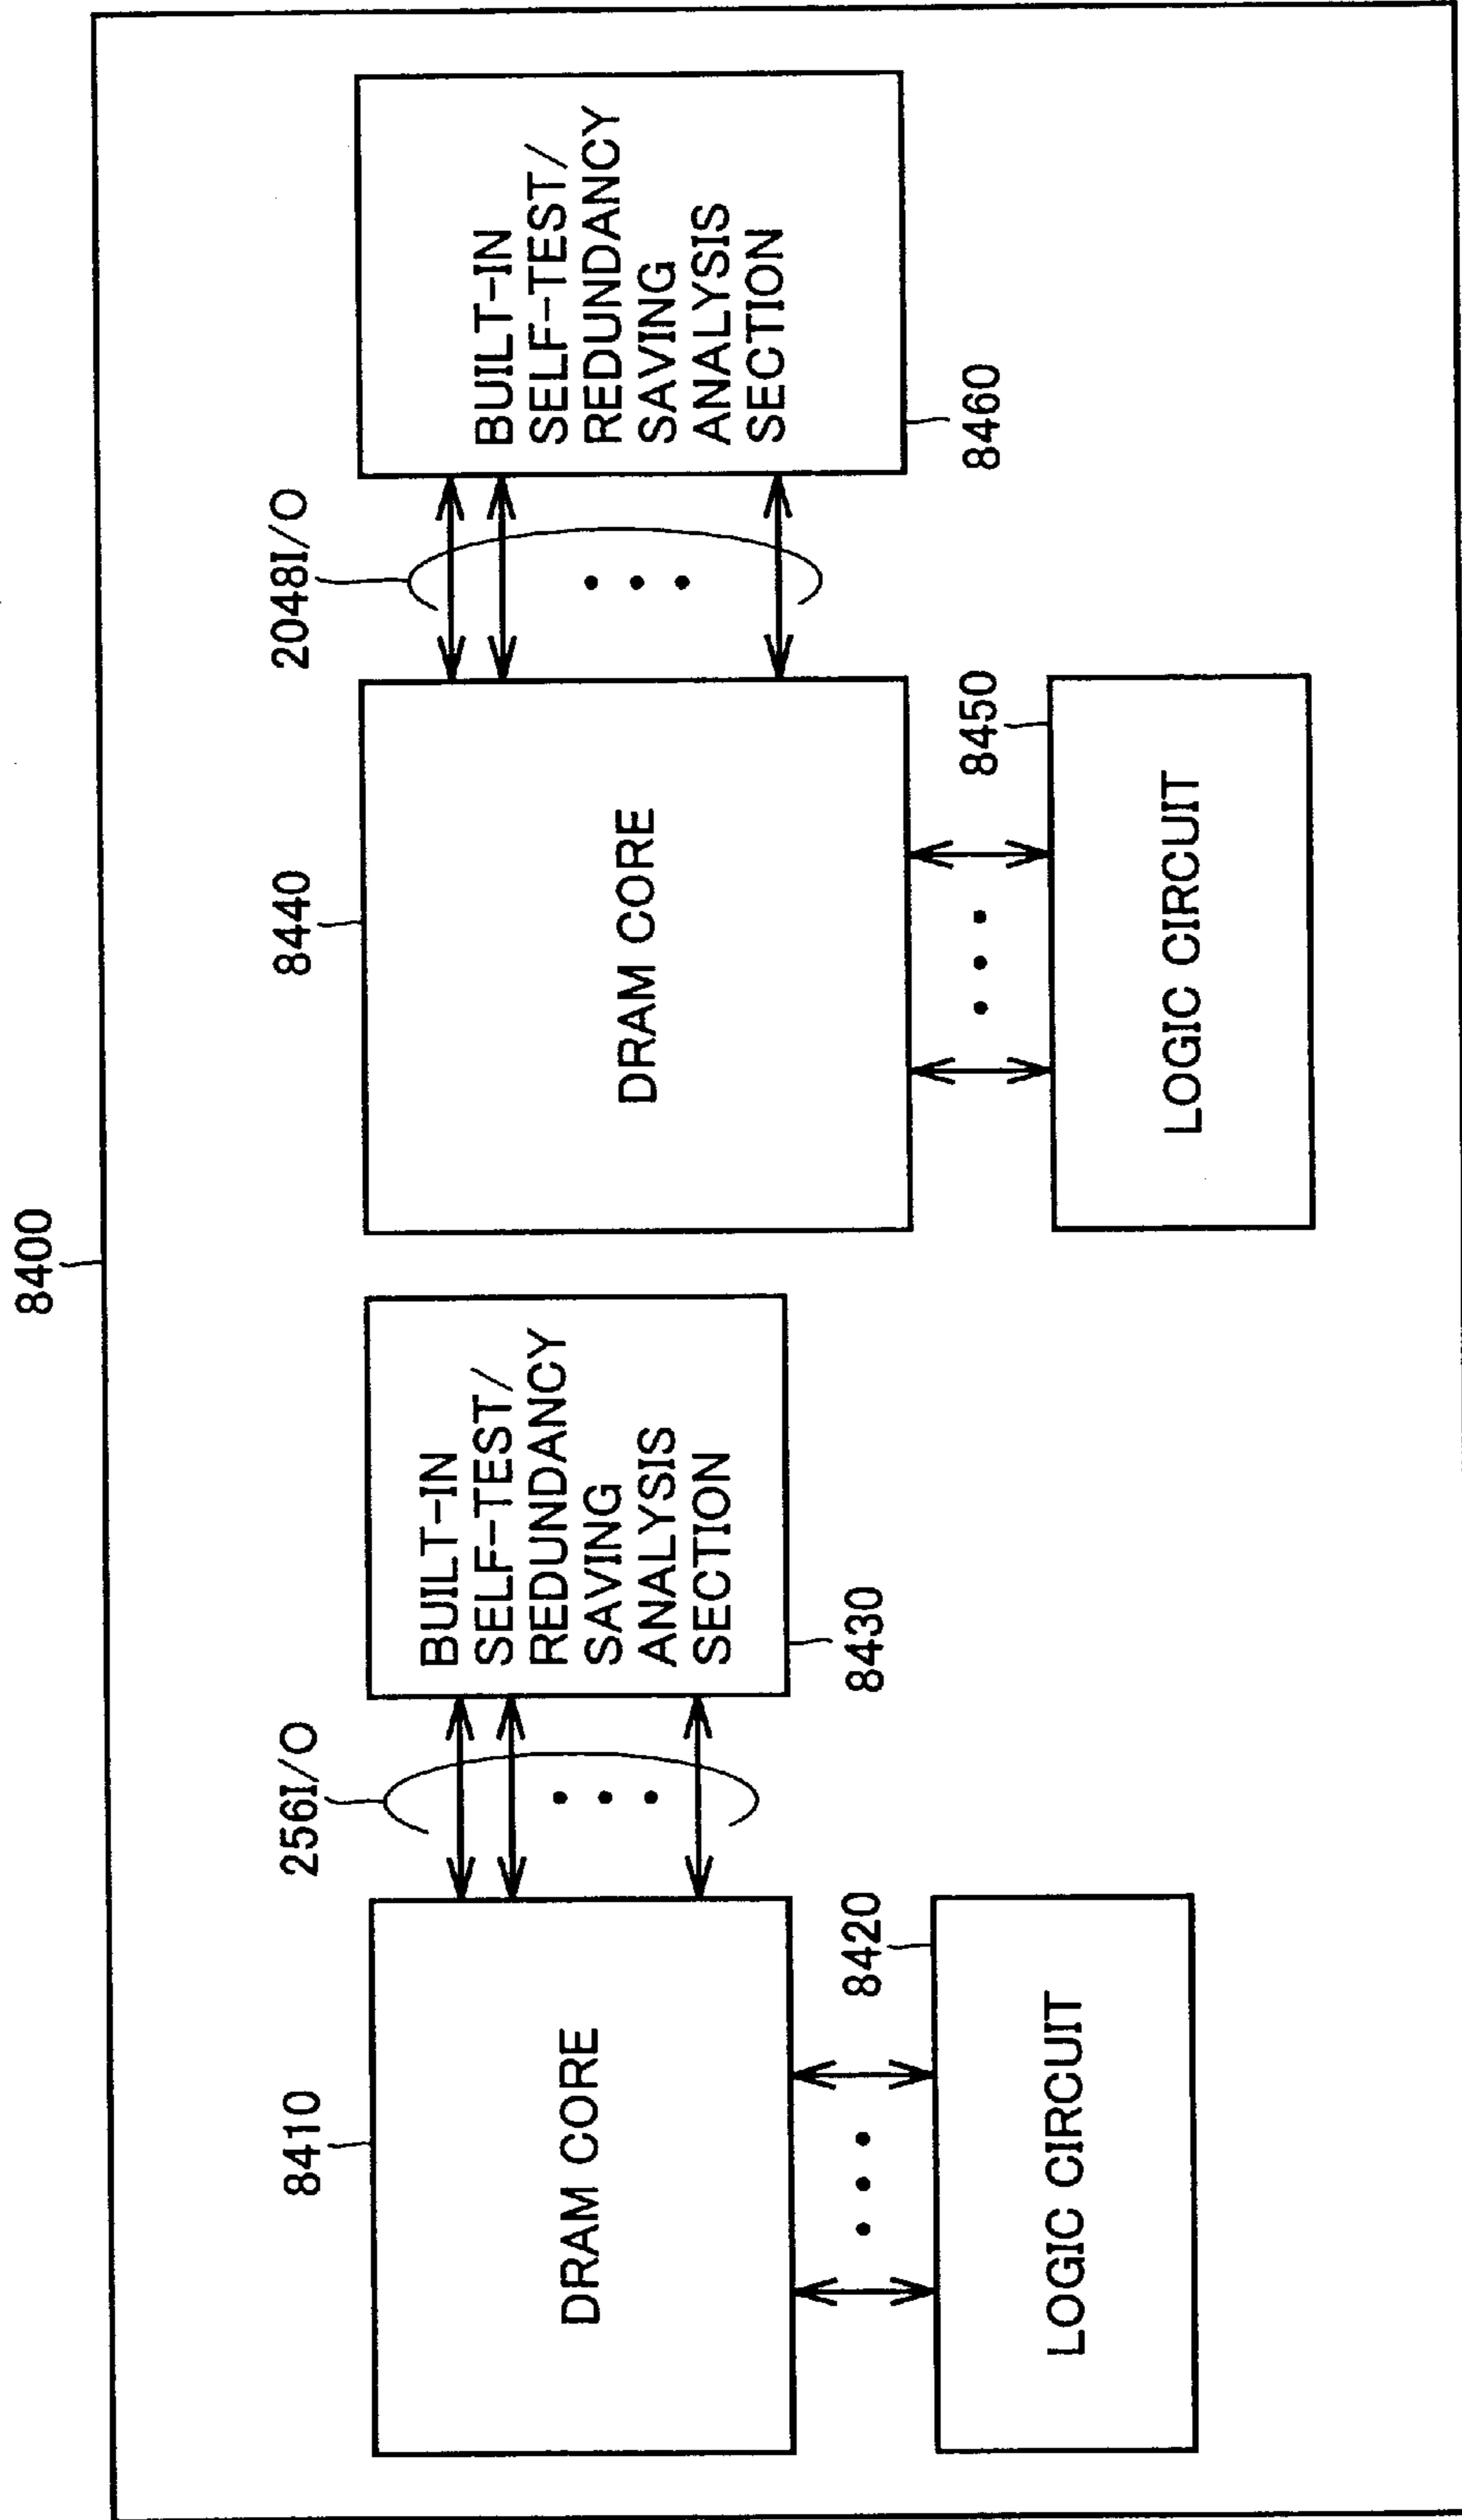 8400
8410
256I/O
8440
2048I/O
DRAM CORE
BUILT-IN
SELF-TEST/
REDUNDANCY
SAVING
ANALYSIS
SECTION
DRAM CORE
BUILT-IN
SELF-TEST/
REDUNDANCY
SAVING
ANALYSIS
SECTION
8420
8430
8450
8460
LOGIC CIRCUIT
LOGIC CIRCUIT